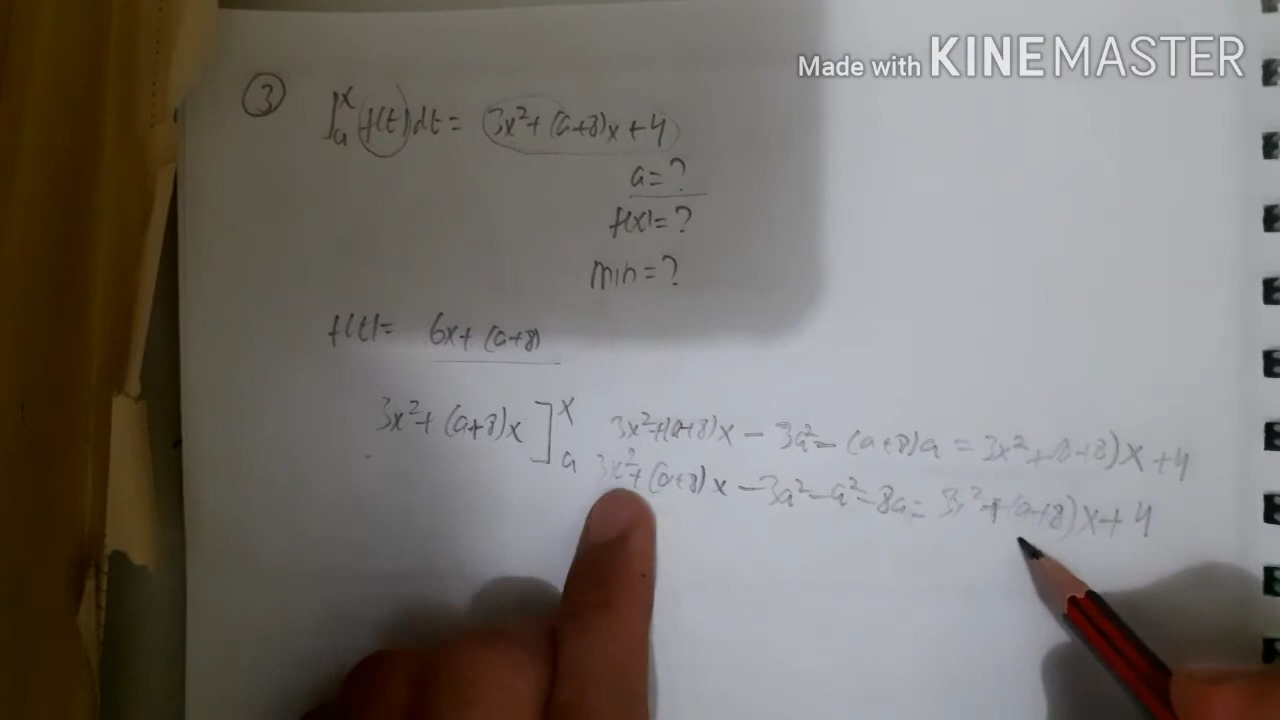 Made with KINEMASTER
③ ∫ₐˣ f(t)dt = 3x²+(a+8)x+4
a=?
f(x)=?
min=?
f(t)= 6x+(a+8)
3x²+(a+8)x]ₐˣ 3x²+(a+8)x - 3a² - (a+8)a = 3x²+(a+8)x+4
3x²+(a+8)x - 3a² - a² - 8a = 3x²+(a+8)x+4